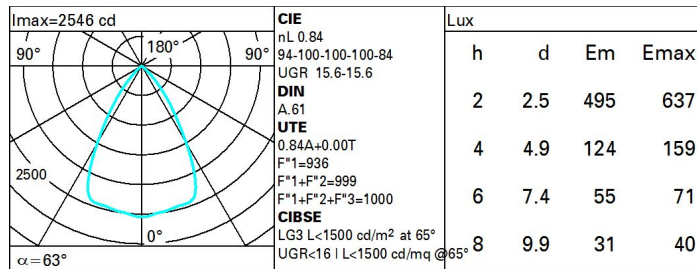 Imax=2546 cd
90° 180° 90°
2500
0°
α=63°
CIE
nL 0.84
94-100-100-100-84
UGR 15.6-15.6
DIN
A.61
UTE
0.84A+0.00T
F"1=936
F"1+F"2=999
F"1+F"2+F"3=1000
CIBSE
LG3 L<1500 cd/m² at 65°
UGR<16 | L<1500 cd/mq @65°
Lux
h d Em Emax
2 2.5 495 637
4 4.9 124 159
6 7.4 55 71
8 9.9 31 40